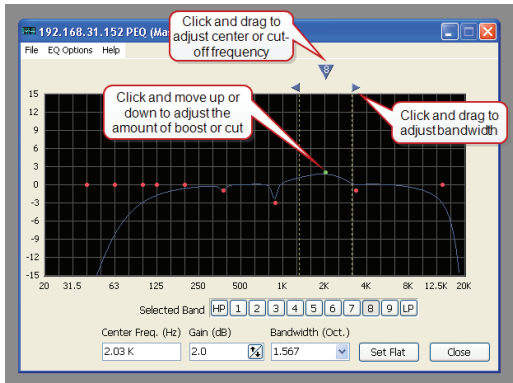 192.168.31.152 PEQ (Ma
Click and drag to
adjust center or cut-
off frequency
File EQ Options Help
8
Click and move up or
down to adjust the
amount of boost or cut
Click and drag to
adjust bandwidth
15
12
9
6
3
0
-3
-6
-9
-12
-15
20 31.5 63 125 250 500 1K 2K 4K 8K 12.5K 20K
Selected Band HP 1 2 3 4 5 6 7 8 9 LP
Center Freq. (Hz) Gain (dB) Bandwidth (Oct.)
2.03 K 2.0 1.567 Set Flat Close